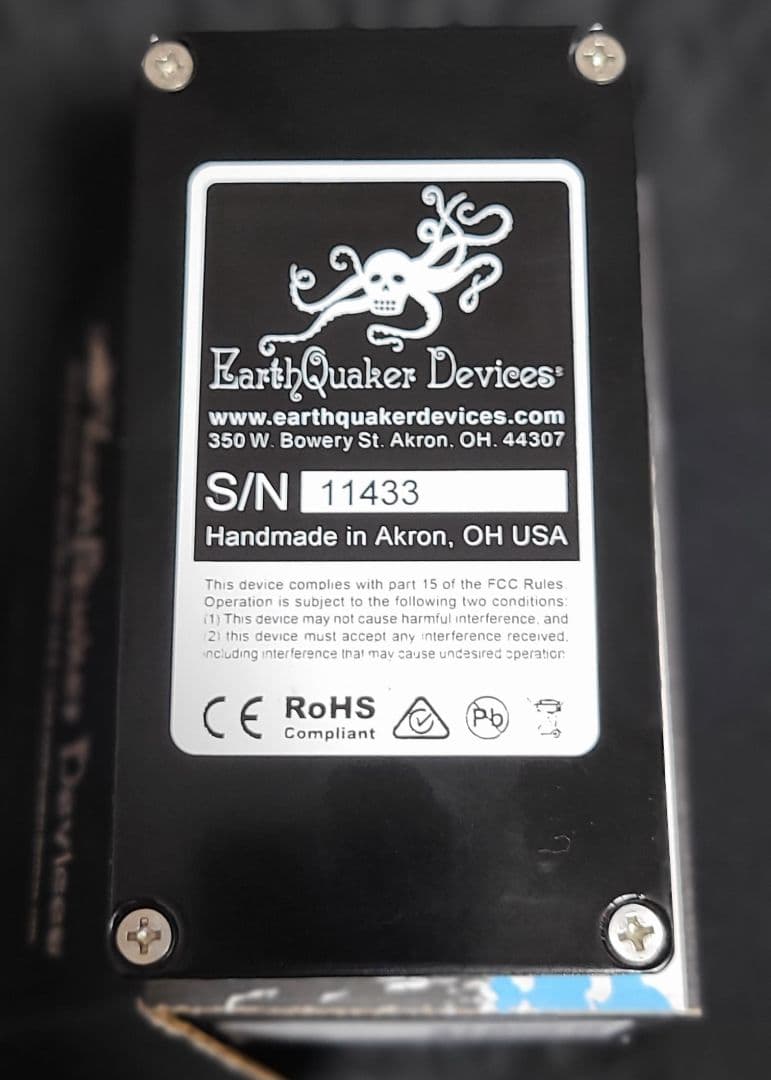 EarthQuaker Devices
www.earthquakerdevices.com
350 W. Bowery St. Akron. OH. 44307
S/N 11433
Handmade in Akron, OH USA
This device complies with part 15 of the FCC Rules.
Operation is subject to the following two conditions:
(1) This device may not cause harmful interference, and
(2) this device must accept any interference received,
including interference that may cause undesired operation
CE RoHS Pb
Compliant